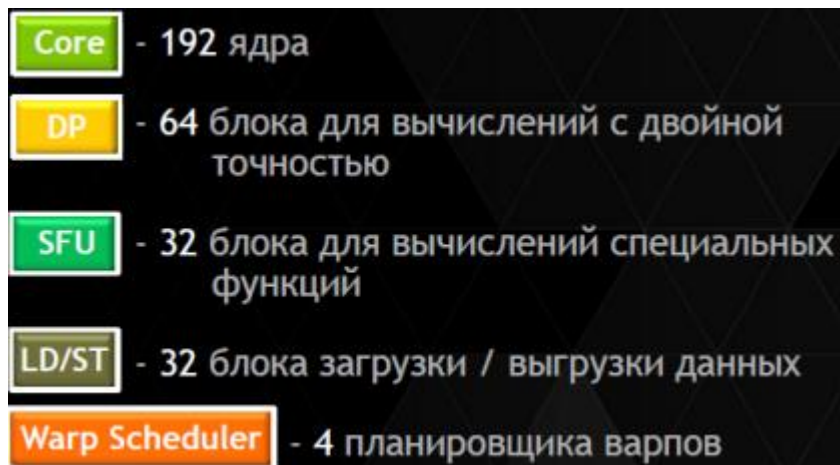 Core - 192 ядра
DP - 64 блока для вычислений с двойной
точностью
SFU - 32 блока для вычислений специальных
функций
LD/ST - 32 блока загрузки / выгрузки данных
Warp Scheduler - 4 планировщика варпов